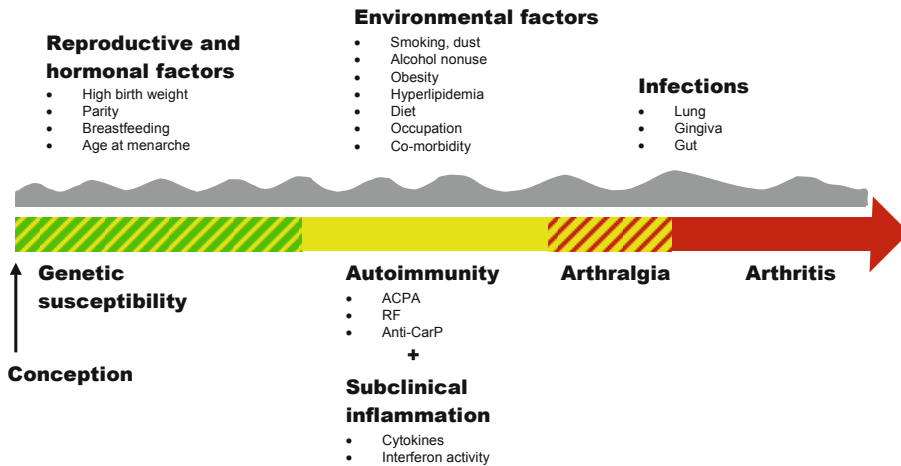 Reproductive and
hormonal factors
• High birth weight
• Parity
• Breastfeeding
• Age at menarche
Environmental factors
• Smoking, dust
• Alcohol nonuse
• Obesity
• Hyperlipidemia
• Diet
• Occupation
• Co-morbidity
Infections
• Lung
• Gingiva
• Gut
Genetic
susceptibility
Conception
Autoimmunity
• ACPA
• RF
• Anti-CarP
+
Subclinical
inflammation
• Cytokines
• Interferon activity
Arthralgia
Arthritis